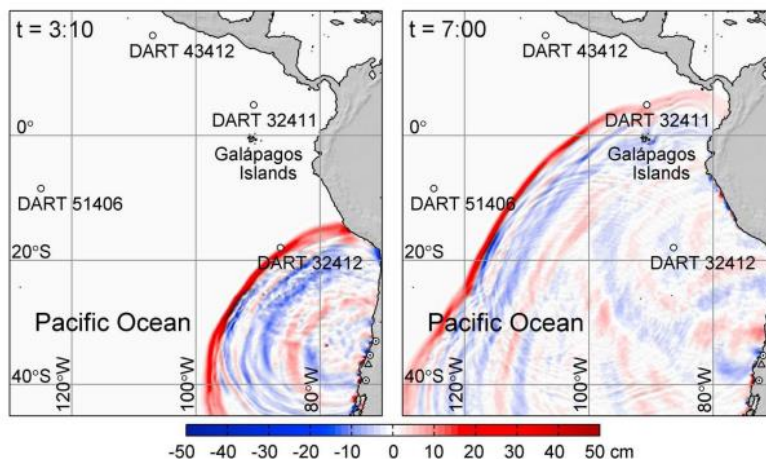 t = 3:10
DART 43412
DART 32411
0°
Galápagos
Islands
DART 51406
20°S
DART 32412
Pacific Ocean
40°S
120°W
100°W
80°W
t = 7:00
DART 43412
DART 32411
0°
Galápagos
Islands
DART 51406
20°S
DART 32412
Pacific Ocean
40°S
120°W
100°W
80°W
-50 -40 -30 -20 -10 0 10 20 30 40 50 cm